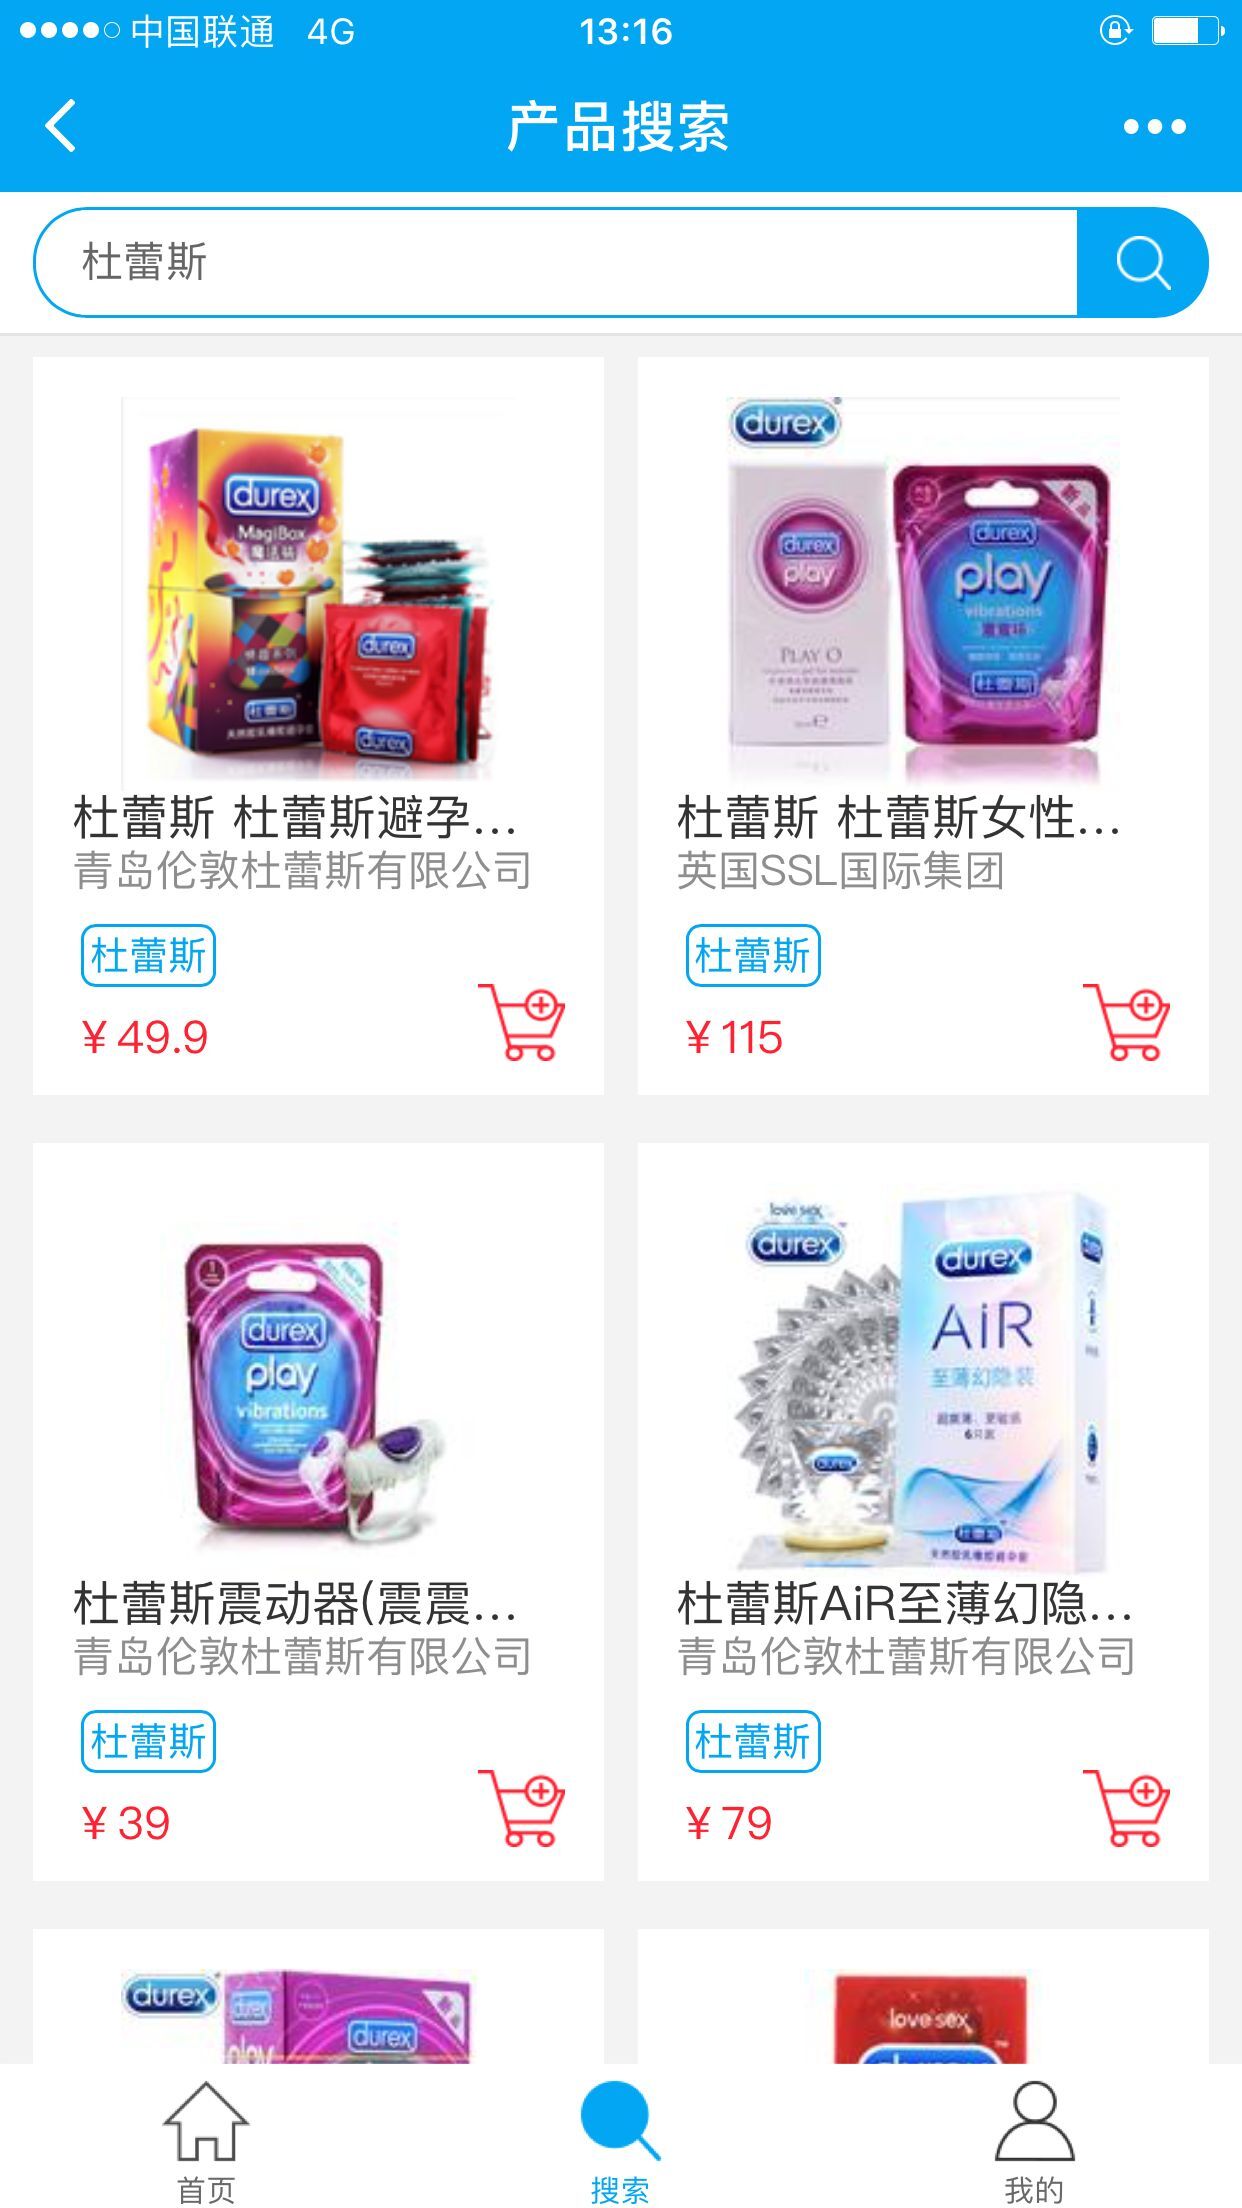 中国联通 4G 13:16
产品搜索
杜蕾斯
durex
MagiBox
魔法装
杜蕾斯
durex
durex
durex
durex
play
PLAY O
durex
play
vibrations
杜蕾斯
杜蕾斯 杜蕾斯避孕...
青岛伦敦杜蕾斯有限公司
杜蕾斯
¥ 49.9
杜蕾斯 杜蕾斯女性...
英国SSL国际集团
杜蕾斯
¥ 115
durex
play
vibrations
love sex
durex
durex
AiR
至薄幻隐装
6只装
durex
杜蕾斯
杜蕾斯震动器(震震...
青岛伦敦杜蕾斯有限公司
杜蕾斯
¥ 39
杜蕾斯AiR至薄幻隐...
青岛伦敦杜蕾斯有限公司
杜蕾斯
¥ 79
durex
durex
play
durex
love sex
首页
搜索
我的